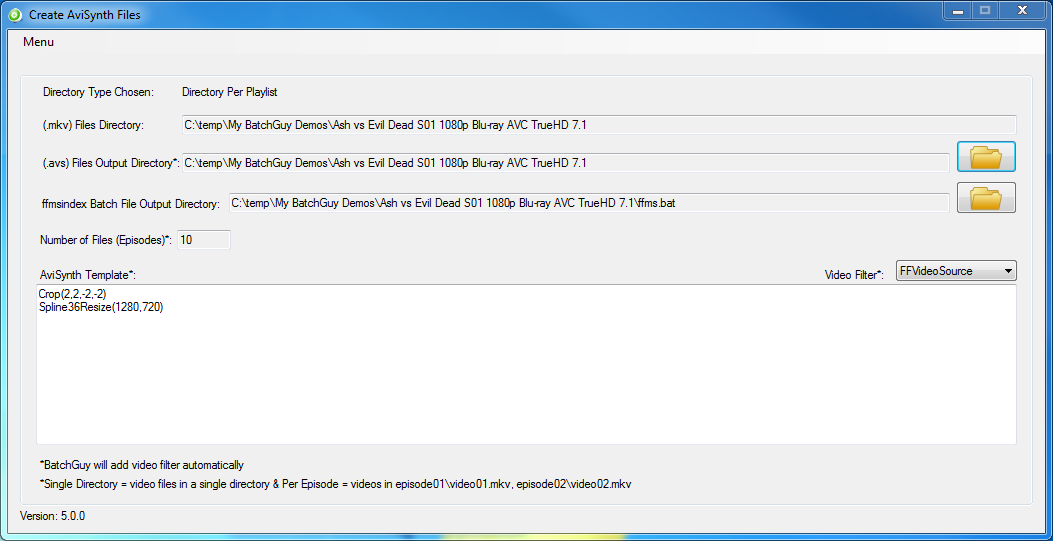 Create AviSynth Files
Menu
Directory Type Chosen: Directory Per Playlist
(.mkv) Files Directory: C:\temp\My BatchGuy Demos\Ash vs Evil Dead S01 1080p Blu-ray AVC TrueHD 7.1
(.avs) Files Output Directory*: C:\temp\My BatchGuy Demos\Ash vs Evil Dead S01 1080p Blu-ray AVC TrueHD 7.1
ffmsindex Batch File Output Directory: C:\temp\My BatchGuy Demos\Ash vs Evil Dead S01 1080p Blu-ray AVC TrueHD 7.1\ffms.bat
Number of Files (Episodes)*: 10
AviSynth Template*: Video Filter*: FFVideoSource
Crop(2,2,-2,-2)
Spline36Resize(1280,720)
*BatchGuy will add video filter automatically
*Single Directory = video files in a single directory & Per Episode = videos in episode01\video01.mkv, episode02\video02.mkv
Version: 5.0.0